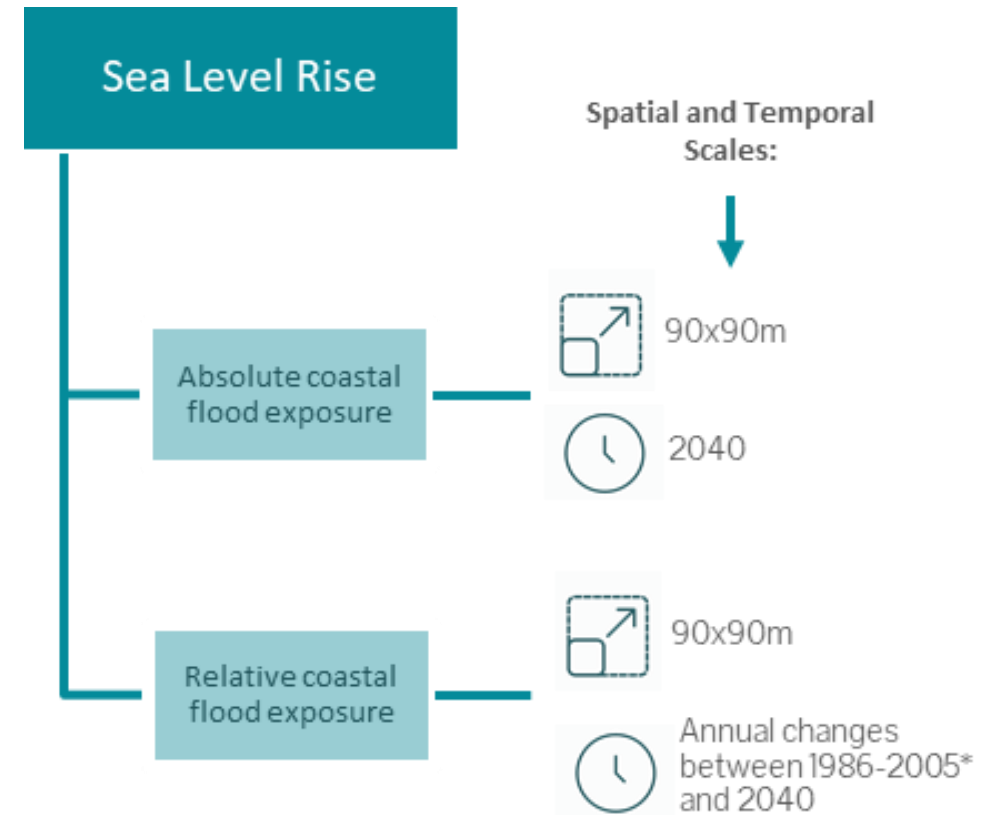 Sea Level Rise
Spatial and Temporal
Scales:
Absolute coastal
flood exposure
90x90m
2040
Relative coastal
flood exposure
90x90m
Annual changes
between 1986-2005*
and 2040